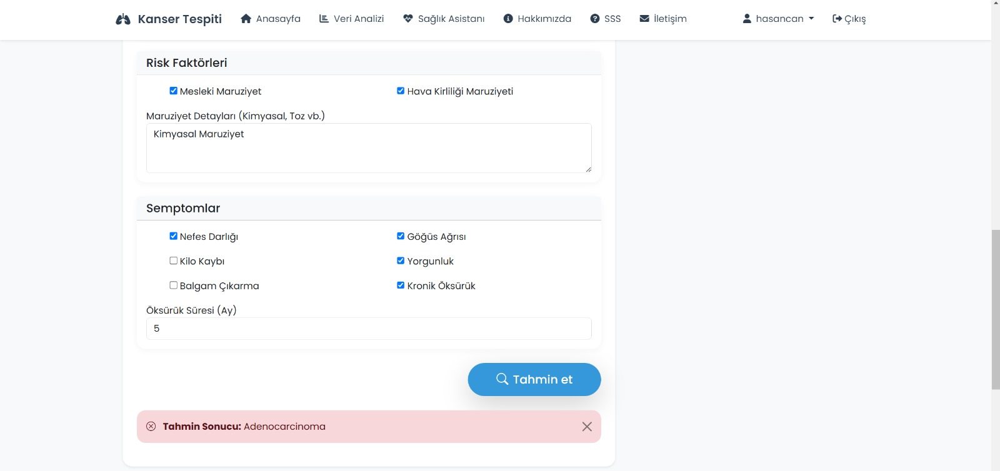 Kanser Tespiti Anasayfa Veri Analizi Sağlık Asistanı Hakkımızda SSS İletişim hasancan Çıkış
Risk Faktörleri
Mesleki Maruziyet Hava Kirliliği Maruziyeti
Maruziyet Detayları (Kimyasal, Toz vb.)
Kimyasal Maruziyet
Semptomlar
Nefes Darlığı Göğüs Ağrısı
Kilo Kaybı Yorgunluk
Balgam Çıkarma Kronik Öksürük
Öksürük Süresi (Ay)
5
Tahmin et
Tahmin Sonucu: Adenocarcinoma